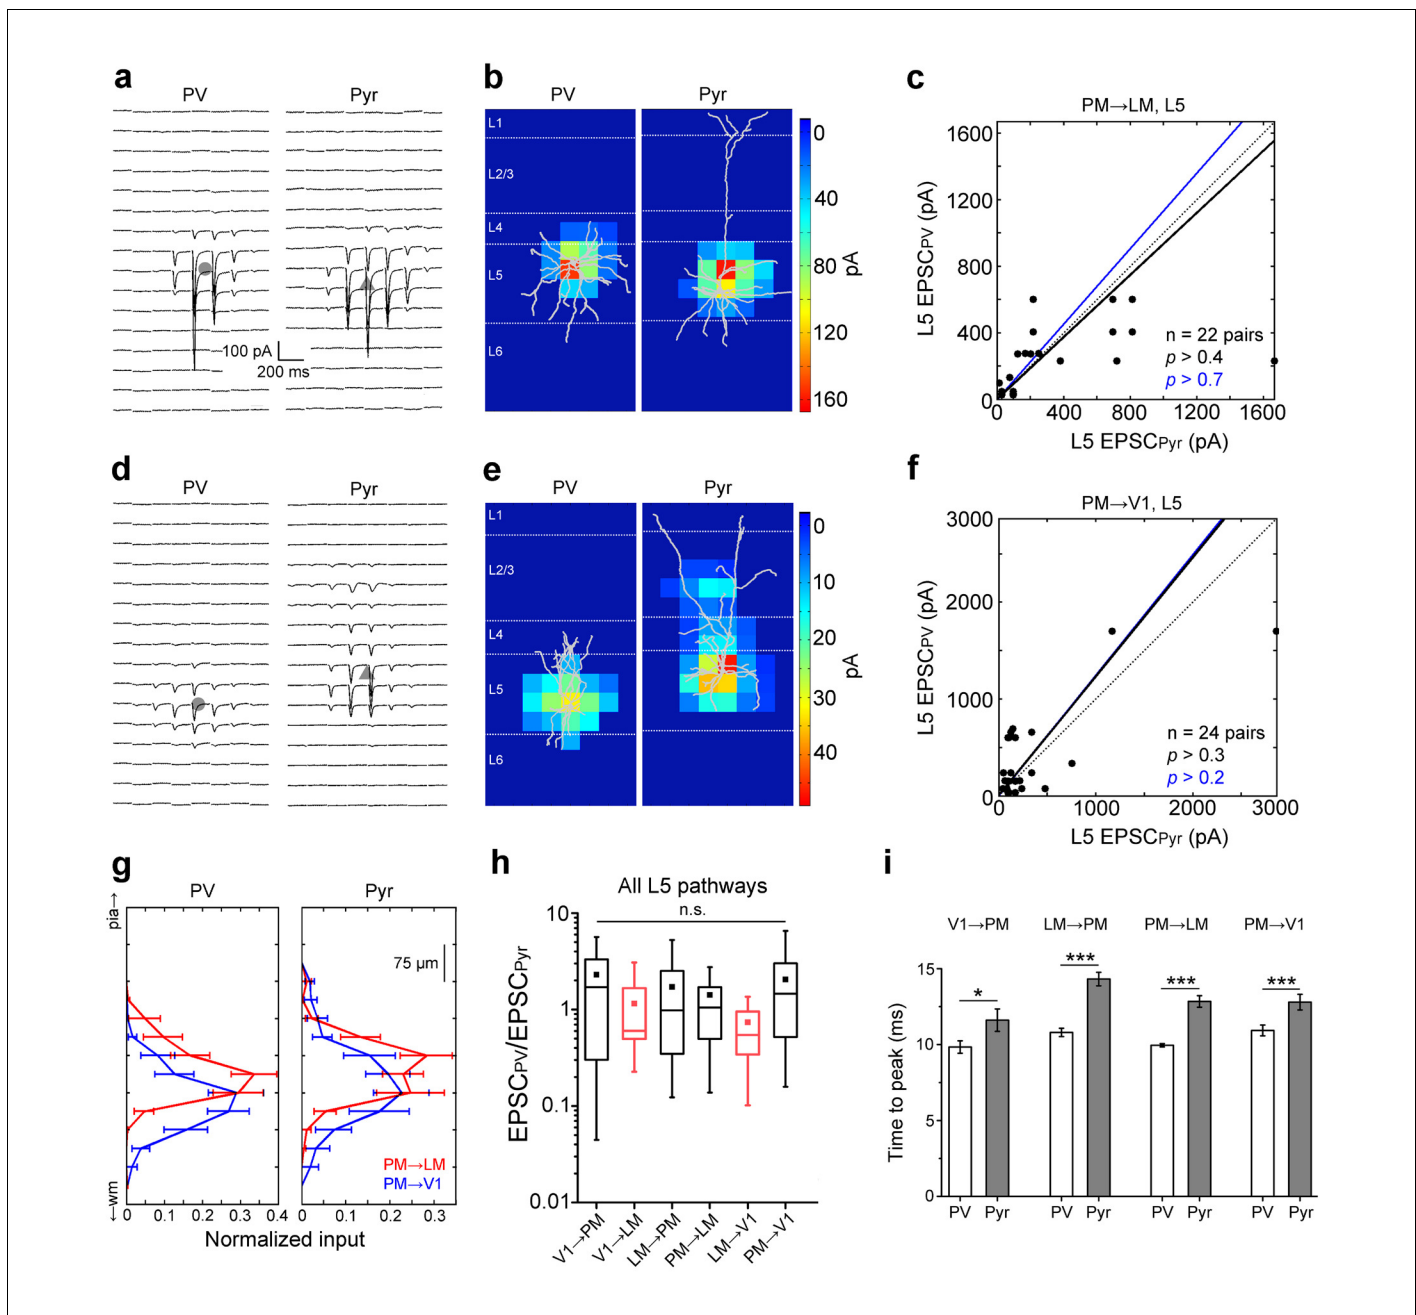 a
PV
Pyr
100 pA
200 ms
b
PV
Pyr
L1
L2/3
L4
L5
L6
0
40
80
120
160
pA
c
PM→LM, L5
1600
1200
800
400
0
L5 EPSCPV (pA)
n = 22 pairs
p > 0.4
p > 0.7
400
800
1200
1600
L5 EPSCPyr (pA)
d
PV
Pyr
e
PV
Pyr
L1
L2/3
L4
L5
L6
0
10
20
30
40
pA
f
PM→V1, L5
3000
2000
1000
0
L5 EPSCPV (pA)
n = 24 pairs
p > 0.3
p > 0.2
0
1000
2000
3000
L5 EPSCPyr (pA)
g
PV
Pyr
pia→
←wm
75 µm
PM→LM
PM→V1
0 0.1 0.2 0.3 0.4
0 0.1 0.2 0.3
Normalized input
h
All L5 pathways
n.s.
10
1
0.1
0.01
EPSCPV/EPSCPyr
V1→PM
V1→LM
LM→PM
PM→LM
LM→V1
PM→V1
i
V1→PM LM→PM PM→LM PM→V1
* *** *** ***
15
10
5
0
Time to peak (ms)
PV Pyr PV Pyr PV Pyr PV Pyr